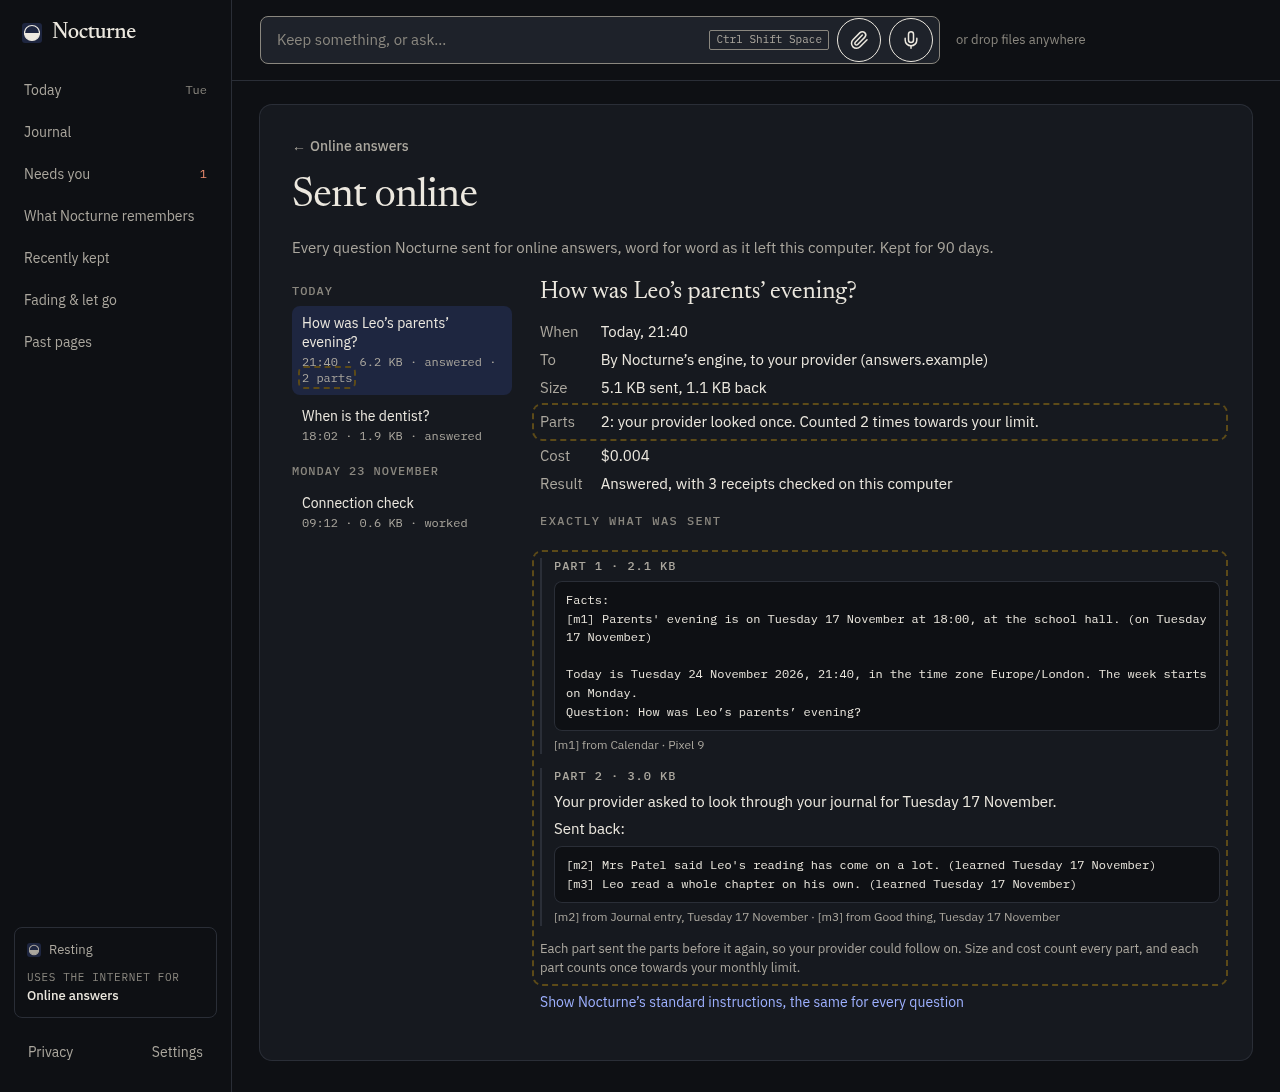 Nocturne
Today Tue
Journal
Needs you 1
What Nocturne remembers
Recently kept
Fading & let go
Past pages
Resting
USES THE INTERNET FOR
Online answers
Privacy Settings
Keep something, or ask... Ctrl Shift Space
or drop files anywhere
← Online answers
Sent online
Every question Nocturne sent for online answers, word for word as it left this computer. Kept for 90 days.
TODAY
How was Leo’s parents’
evening?
21:40 · 6.2 KB · answered ·
2 parts
When is the dentist?
18:02 · 1.9 KB · answered
MONDAY 23 NOVEMBER
Connection check
09:12 · 0.6 KB · worked
How was Leo’s parents’ evening?
When Today, 21:40
To By Nocturne’s engine, to your provider (answers.example)
Size 5.1 KB sent, 1.1 KB back
Parts 2: your provider looked once. Counted 2 times towards your limit.
Cost $0.004
Result Answered, with 3 receipts checked on this computer
EXACTLY WHAT WAS SENT
PART 1 · 2.1 KB
Facts:
[m1] Parents' evening is on Tuesday 17 November at 18:00, at the school hall. (on Tuesday
17 November)
Today is Tuesday 24 November 2026, 21:40, in the time zone Europe/London. The week starts
on Monday.
Question: How was Leo’s parents’ evening?
[m1] from Calendar · Pixel 9
PART 2 · 3.0 KB
Your provider asked to look through your journal for Tuesday 17 November.
Sent back:
[m2] Mrs Patel said Leo's reading has come on a lot. (learned Tuesday 17 November)
[m3] Leo read a whole chapter on his own. (learned Tuesday 17 November)
[m2] from Journal entry, Tuesday 17 November · [m3] from Good thing, Tuesday 17 November
Each part sent the parts before it again, so your provider could follow on. Size and cost count every part, and each
part counts once towards your monthly limit.
Show Nocturne’s standard instructions, the same for every question